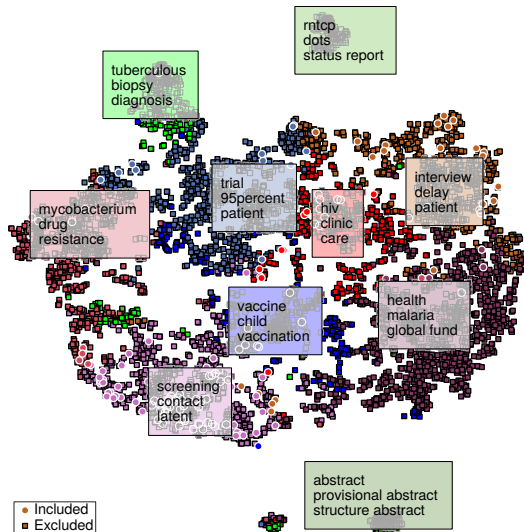 rntcp
dots
status report
tuberculous
biopsy
diagnosis
trial
95percent
patient
hiv
clinic
care
interview
delay
patient
mycobacterium
drug
resistance
vaccine
child
vaccination
health
malaria
global fund
screening
contact
latent
abstract
provisional abstract
structure abstract
Included
Excluded